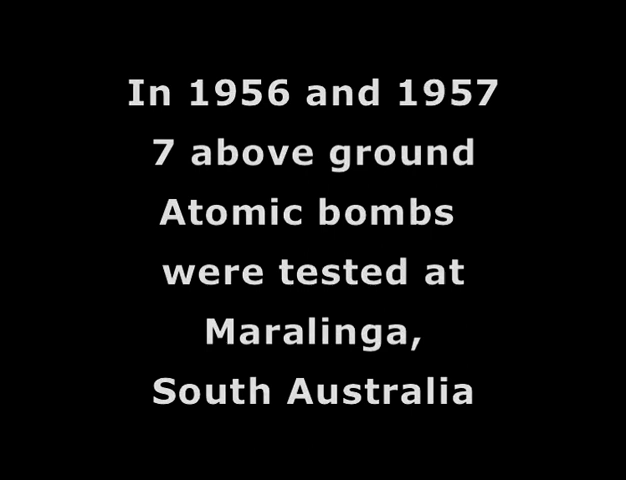 In 1956 and 1957
7 above ground
Atomic bombs
were tested at
Maralinga,
South Australia